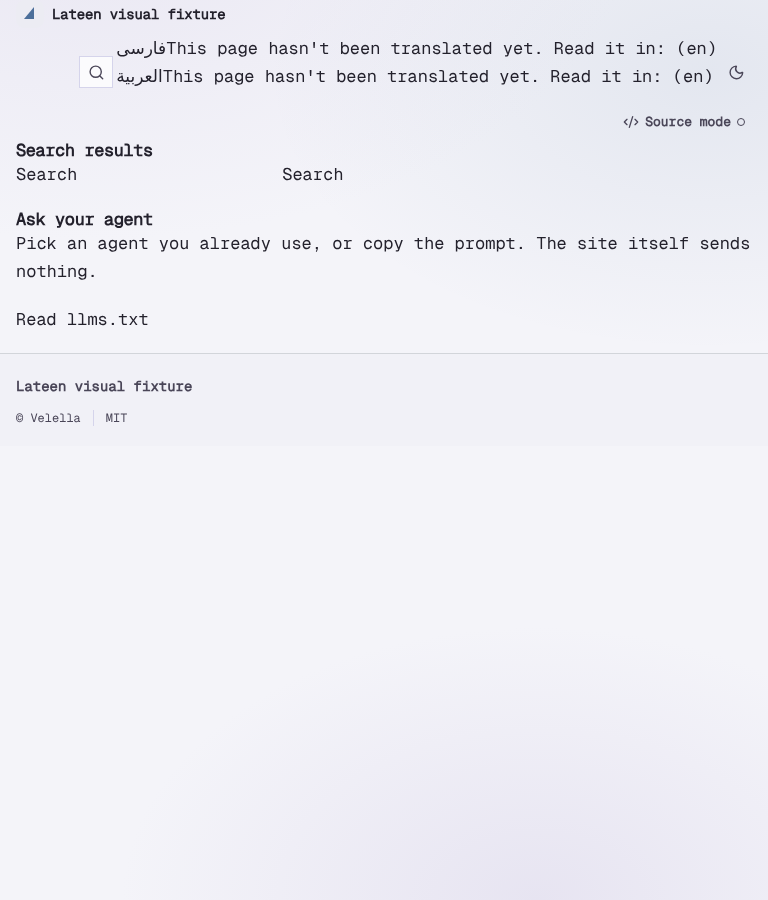 Lateen visual fixture
فارسیThis page hasn't been translated yet. Read it in: (en)
العربيةThis page hasn't been translated yet. Read it in: (en)
Source mode
Search results
Search Search
Ask your agent
Pick an agent you already use, or copy the prompt. The site itself sends
nothing.
Read llms.txt
Lateen visual fixture
© Velella MIT